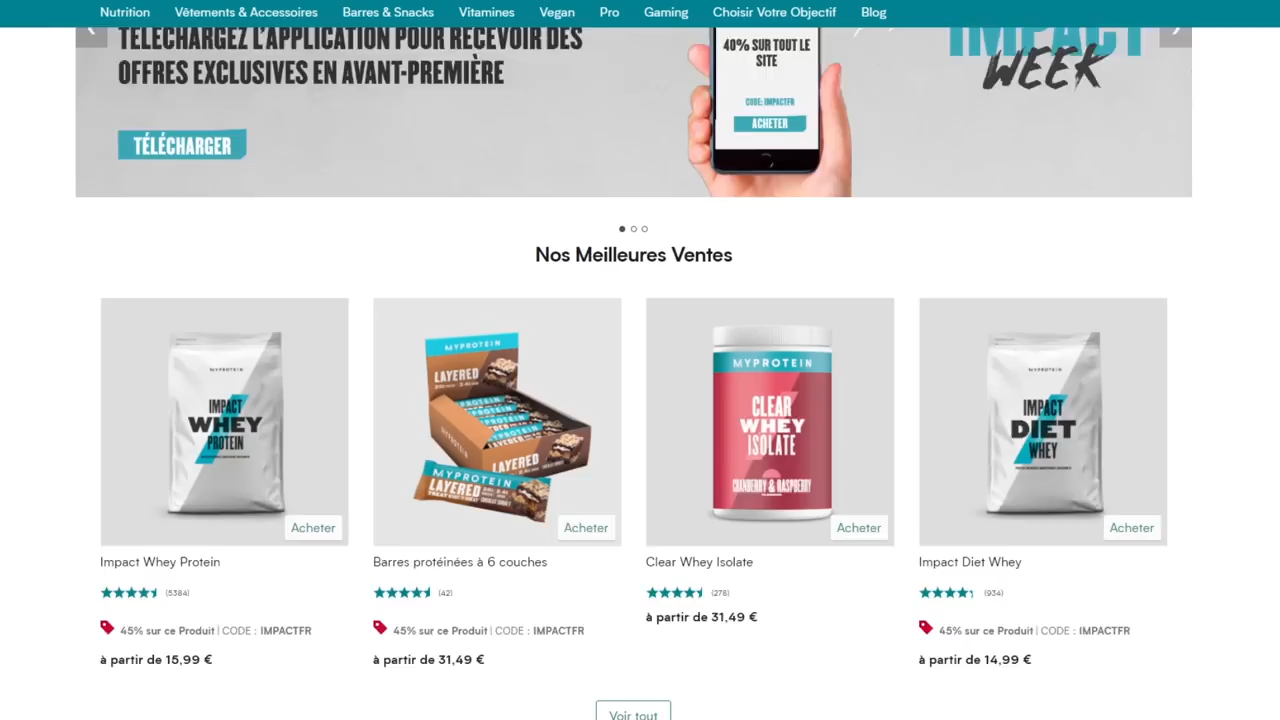 Nutrition Vêtements & Accessoires Barres & Snacks Vitamines Vegan Pro Gaming Choisir Votre Objectif Blog
TÉLÉCHARGEZ L'APPLICATION POUR RECEVOIR DES
OFFRES EXCLUSIVES EN AVANT-PREMIÈRE
TÉLÉCHARGER
40% SUR TOUT LE
SITE
CODE: IMPACTFR
ACHETER
IMPACT
WEEK
Nos Meilleures Ventes
MYPROTEIN
IMPACT
WHEY
PROTEIN
Acheter
MYPROTEIN
LAYERED
MYPROTEIN
LAYERED
MYPROTEIN
LAYERED
Acheter
MYPROTEIN
CLEAR
WHEY
ISOLATE
CRANBERRY & RASPBERRY
Acheter
MYPROTEIN
IMPACT
DIET
WHEY
Acheter
Impact Whey Protein
(5384)
45% sur ce Produit | CODE : IMPACTFR
à partir de 15,99 €
Barres protéinées à 6 couches
(42)
45% sur ce Produit | CODE : IMPACTFR
à partir de 31,49 €
Clear Whey Isolate
(278)
à partir de 31,49 €
Impact Diet Whey
(934)
45% sur ce Produit | CODE : IMPACTFR
à partir de 14,99 €
Voir tout